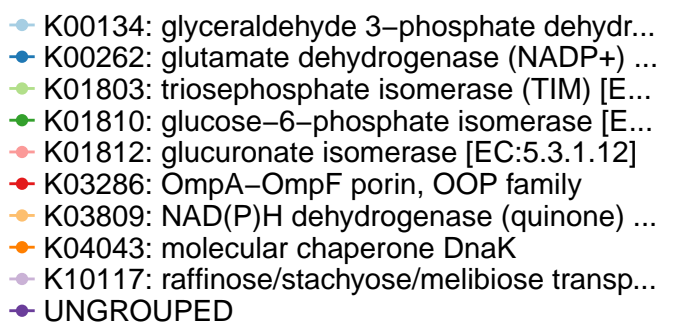 K00134: glyceraldehyde 3−phosphate dehydr...
K00262: glutamate dehydrogenase (NADP+) ...
K01803: triosephosphate isomerase (TIM) [E...
K01810: glucose−6−phosphate isomerase [E...
K01812: glucuronate isomerase [EC:5.3.1.12]
K03286: OmpA−OmpF porin, OOP family
K03809: NAD(P)H dehydrogenase (quinone) ...
K04043: molecular chaperone DnaK
K10117: raffinose/stachyose/melibiose transp...
UNGROUPED